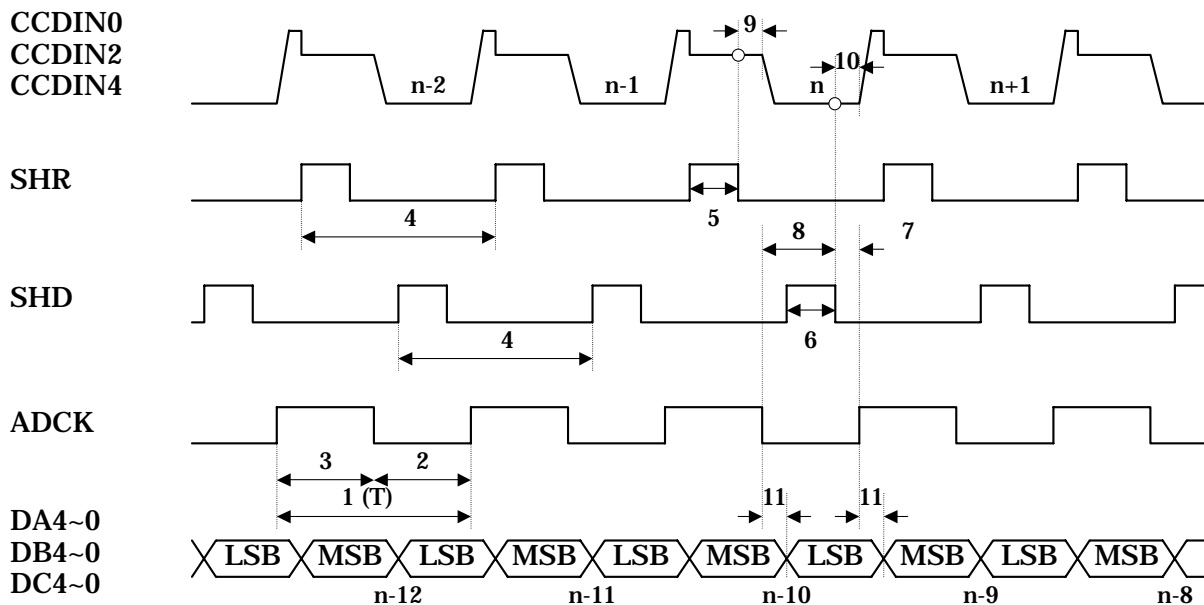 CCDIN0
CCDIN2
CCDIN4
9
10
n-2
n-1
n
n+1
SHR
4
5
8
7
SHD
4
6
ADCK
3
2
1 (T)
11
11
DA4~0
DB4~0
DC4~0
LSB
MSB
LSB
MSB
LSB
MSB
LSB
MSB
LSB
MSB
n-12
n-11
n-10
n-9
n-8